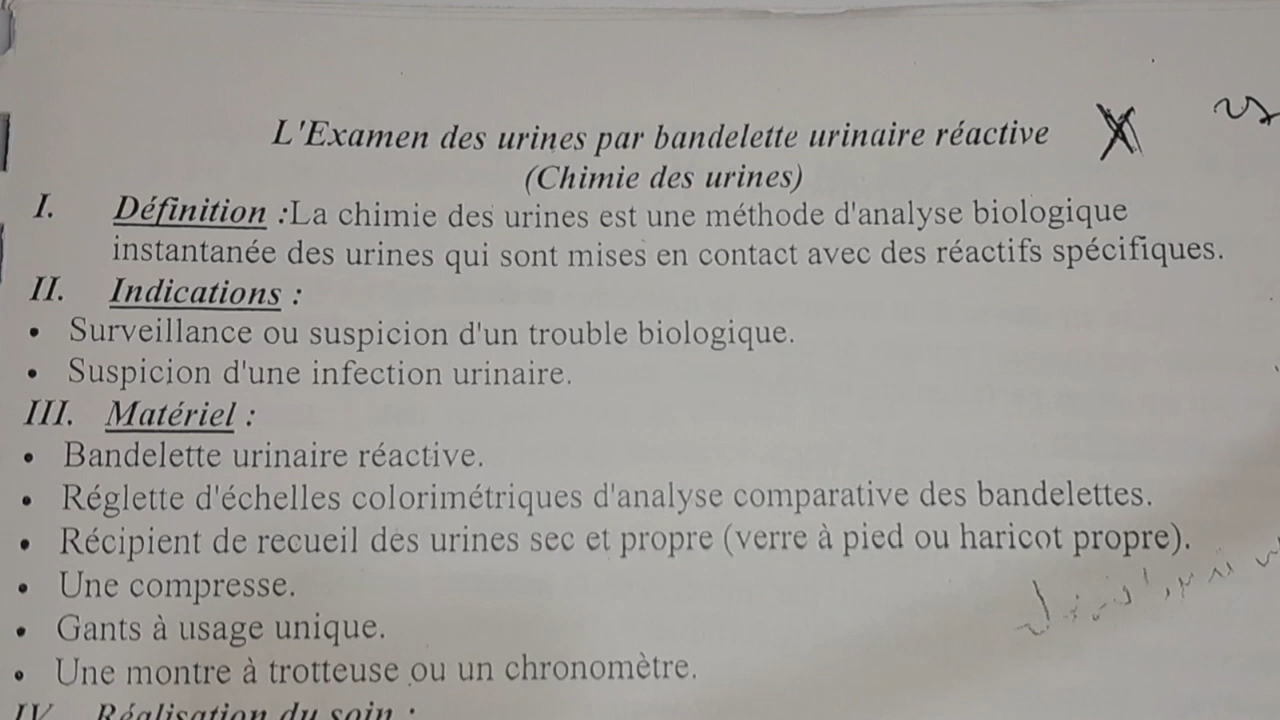 L'Examen des urines par bandelette urinaire réactive
(Chimie des urines)
I. Définition :La chimie des urines est une méthode d'analyse biologique
instantanée des urines qui sont mises en contact avec des réactifs spécifiques.
II. Indications :
• Surveillance ou suspicion d'un trouble biologique.
• Suspicion d'une infection urinaire.
III. Matériel :
• Bandelette urinaire réactive.
• Réglette d'échelles colorimétriques d'analyse comparative des bandelettes.
• Récipient de recueil des urines sec et propre (verre à pied ou haricot propre).
• Une compresse.
• Gants à usage unique.
• Une montre à trotteuse ou un chronomètre.
IV. Réalisation du soin :